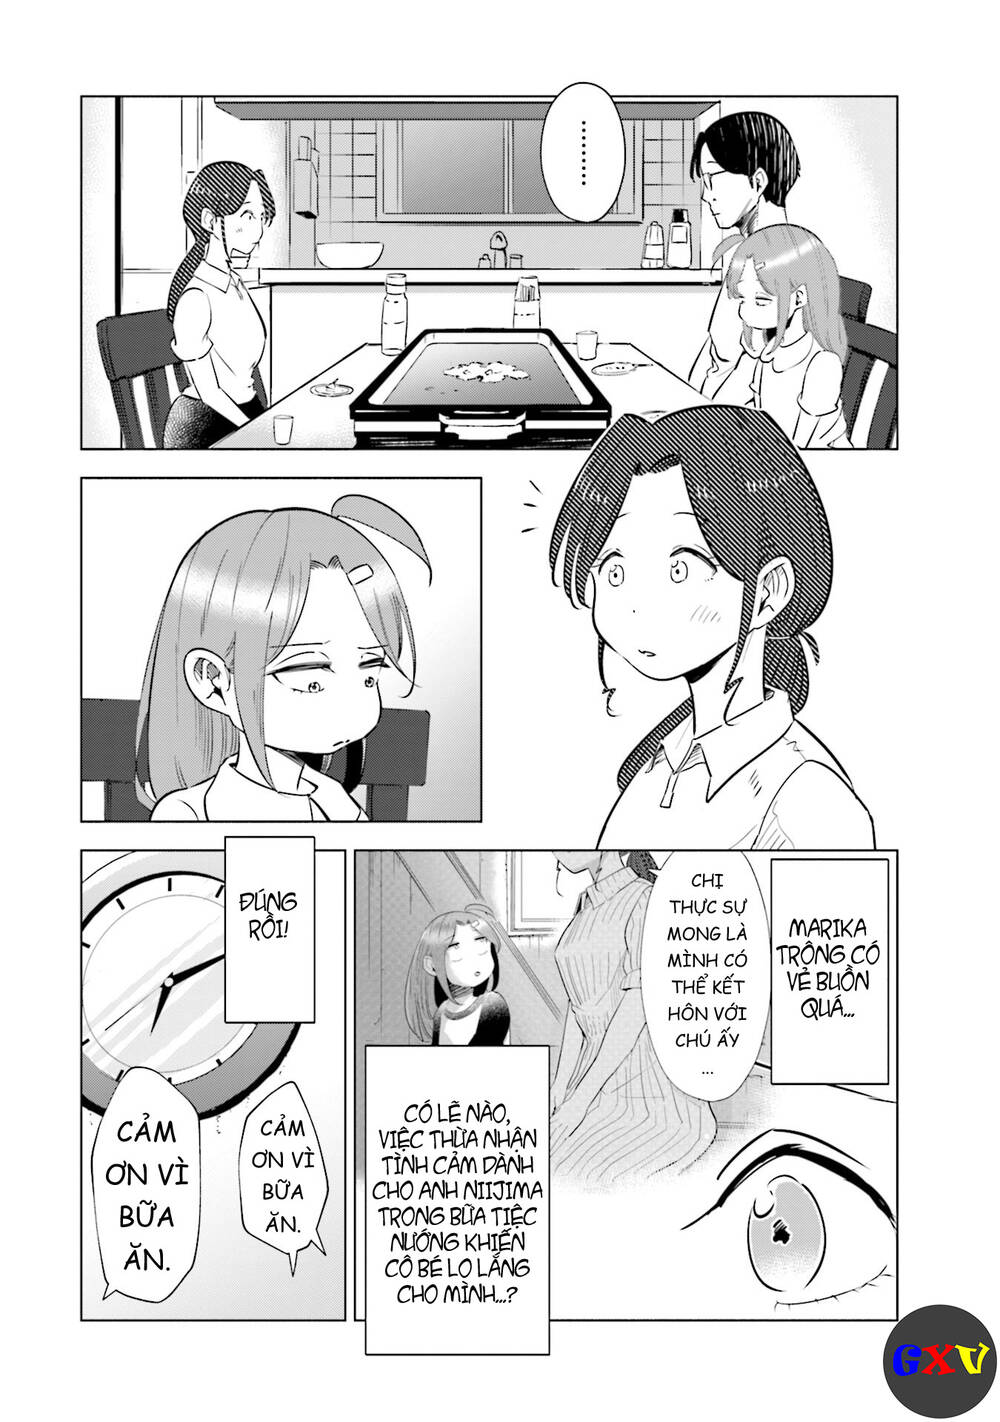 ..........
MARIKA
TRÔNG CÓ
VẺ BUỒN
QUÁ...
CHỊ
THỰC SỰ
MONG LÀ
MÌNH CÓ
THỂ KẾT
HÔN VỚI
CHÚ ẤY
...
CÓ LẼ NÀO,
VIỆC THỪA NHẬN
TÌNH CẢM DÀNH
CHO ANH NIIJIMA
TRONG BỮA TIỆC
NƯỚNG KHIẾN
CÔ BÉ LO LẮNG
CHO MÌNH...?
ĐÚNG
RỒI!
CẢM
ƠN VÌ
BỮA
ĂN.
CẢM
ƠN VÌ
BỮA
ĂN.
GXV